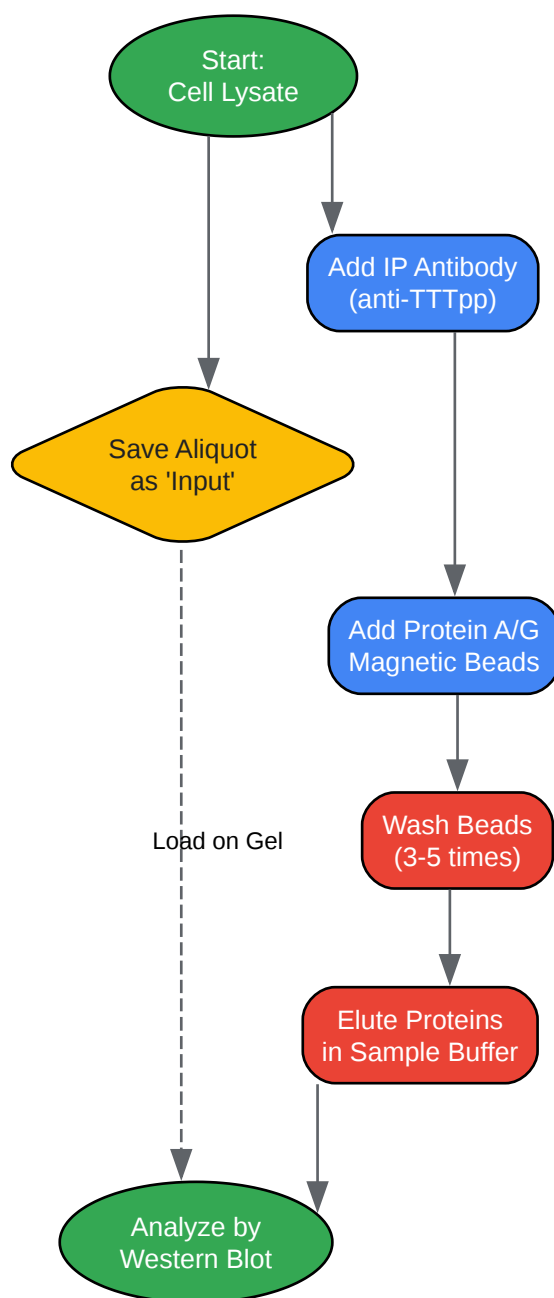 Start:
Cell Lysate
Add IP Antibody
(anti-TTTpp)
Save Aliquot
as 'Input'
Add Protein A/G
Magnetic Beads
Load on Gel
Wash Beads
(3-5 times)
Elute Proteins
in Sample Buffer
Analyze by
Western Blot